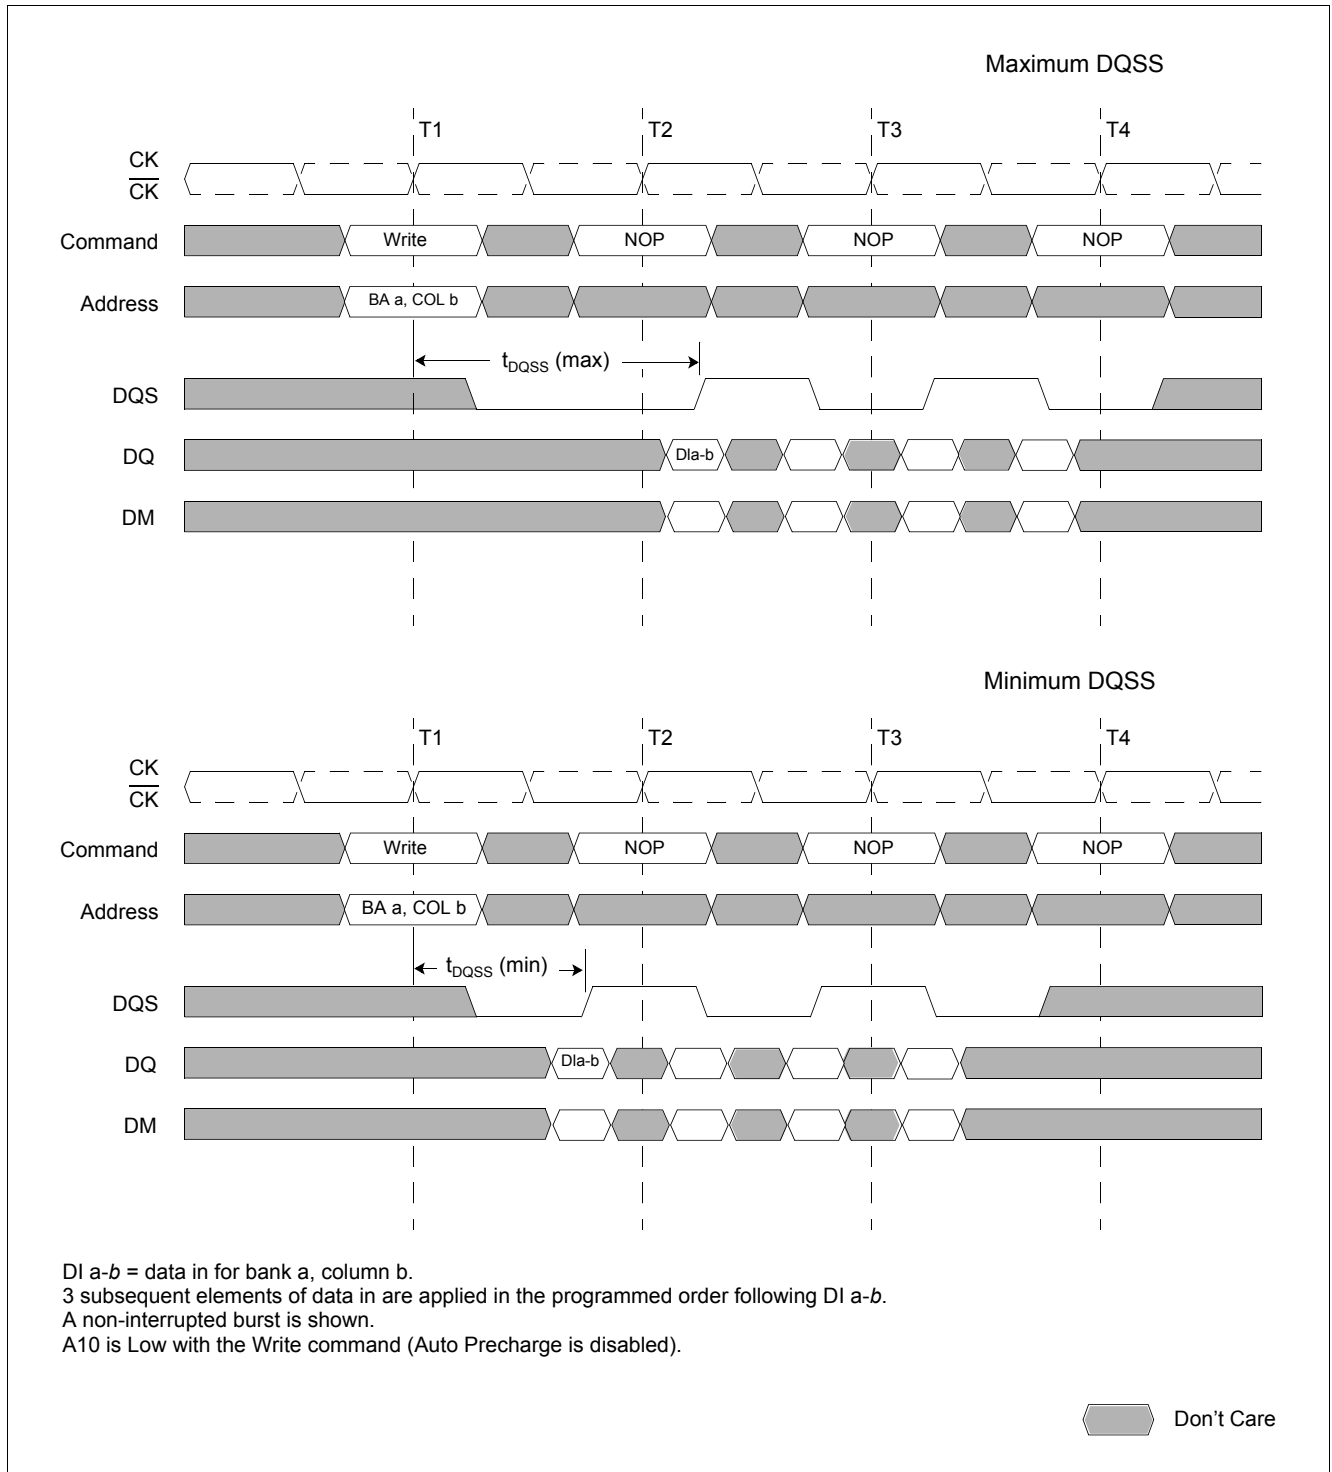 Maximum DQSS
T1 T2 T3 T4
CK
CK
Command Write NOP NOP NOP
Address BA a, COL b
tDQSS (max)
DQS
DQ DIa-b
DM
Minimum DQSS
T1 T2 T3 T4
CK
CK
Command Write NOP NOP NOP
Address BA a, COL b
tDQSS (min)
DQS
DQ DIa-b
DM
DI a-b = data in for bank a, column b.
3 subsequent elements of data in are applied in the programmed order following DI a-b.
A non-interrupted burst is shown.
A10 is Low with the Write command (Auto Precharge is disabled).
Don't Care